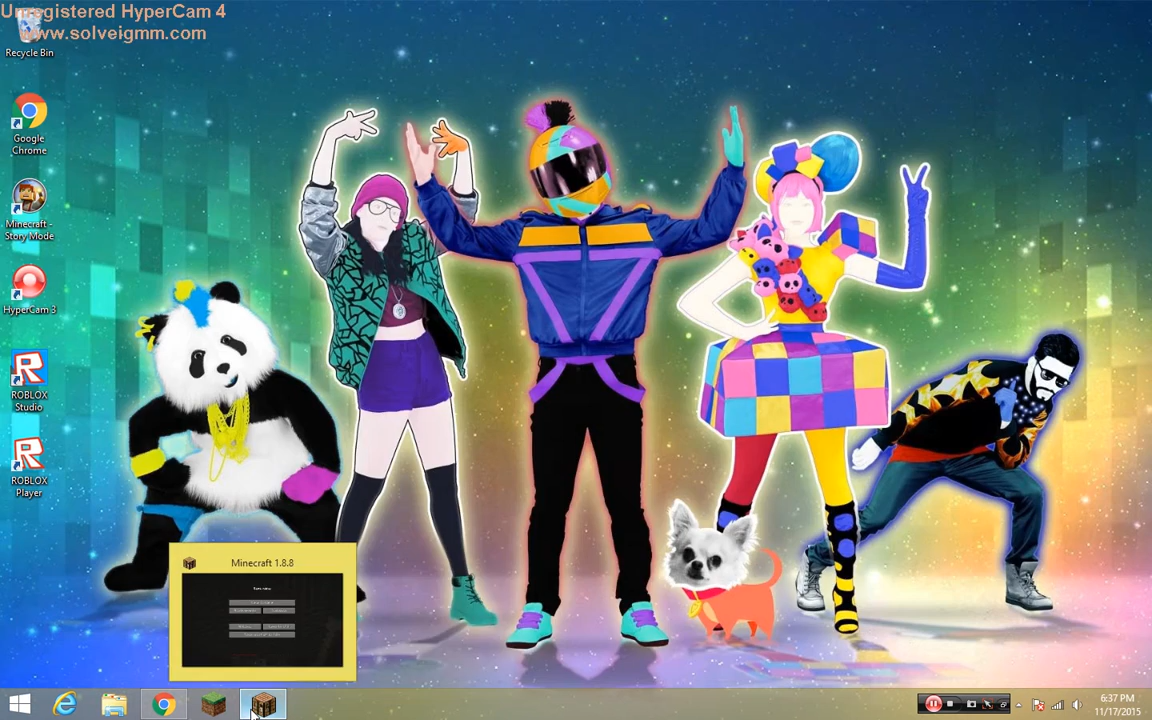 Unregistered HyperCam 4
www.solveigmm.com
Recycle Bin
Google
Chrome
Minecraft -
Story Mode
HyperCam 3
ROBLOX
Studio
ROBLOX
Player
Minecraft 1.8.8
6:37 PM
11/17/2015